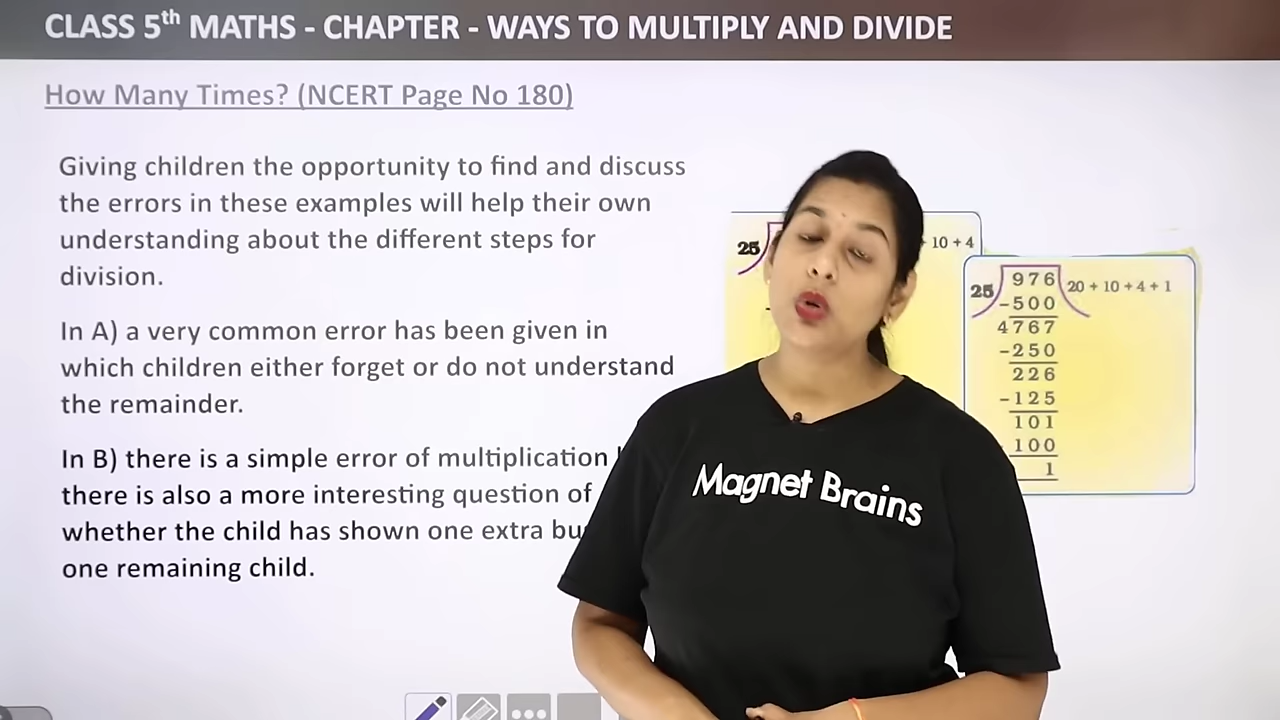 CLASS 5th MATHS - CHAPTER - WAYS TO MULTIPLY AND DIVIDE
How Many Times? (NCERT Page No 180)
Giving children the opportunity to find and discuss
the errors in these examples will help their own
understanding about the different steps for
division.
In A) a very common error has been given in
which children either forget or do not understand
the remainder.
In B) there is a simple error of multiplication
there is also a more interesting question of
whether the child has shown one extra
one remaining child.
25
10 + 4
25 976 20 + 10 + 4 + 1
-500
4767
-250
226
-125
101
100
1
Magnet Brains